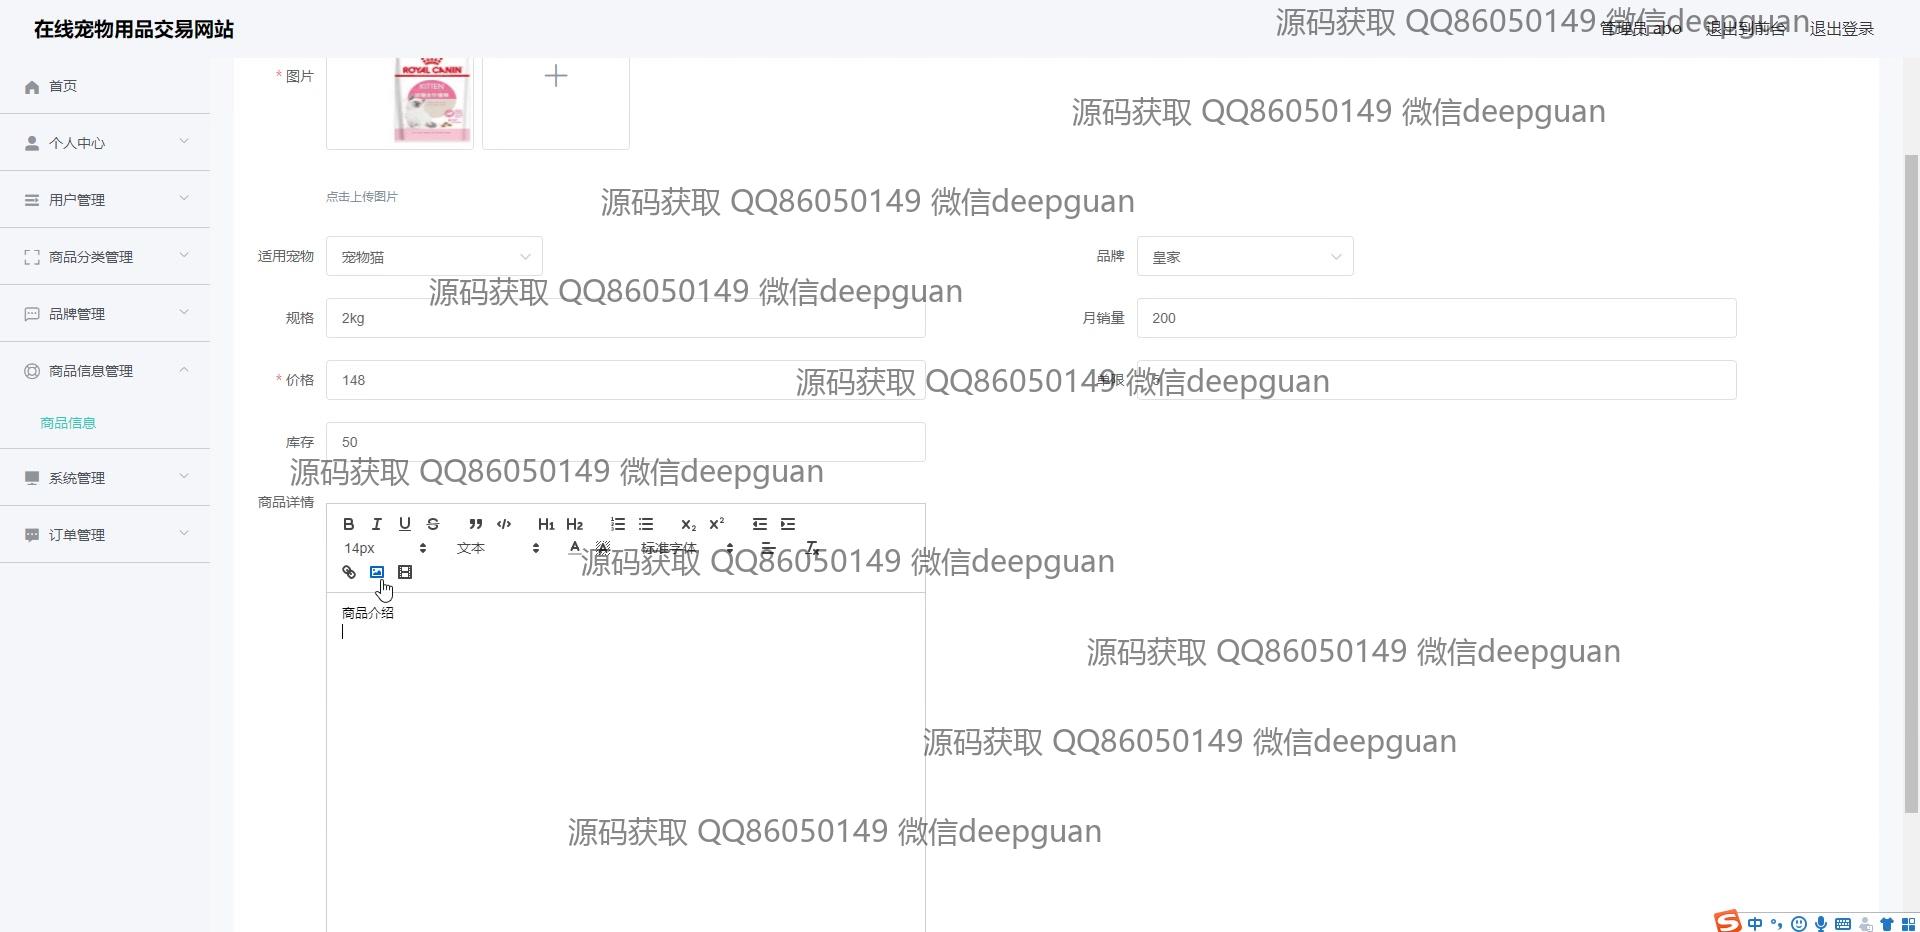 在线宠物用品交易网站
源码获取 QQ86050149 微信deepguan
管理员 abo
退出到前台
退出登录
首页
个人中心
用户管理
商品分类管理
品牌管理
商品信息管理
商品信息
系统管理
订单管理
* 图片
ROYAL CANIN
KITTEN
源码获取 QQ86050149 微信deepguan
点击上传图片
源码获取 QQ86050149 微信deepguan
适用宠物 宠物猫
品牌 皇家
源码获取 QQ86050149 微信deepguan
规格 2kg
月销量 200
* 价格 148
单限
源码获取 QQ86050149 微信deepguan
库存 50
源码获取 QQ86050149 微信deepguan
商品详情
B I U S H1 H2 X2 X2
14px 文本 A A 标准字体 Tx
源码获取 QQ86050149 微信deepguan
商品介绍
源码获取 QQ86050149 微信deepguan
源码获取 QQ86050149 微信deepguan
源码获取 QQ86050149 微信deepguan
S 中